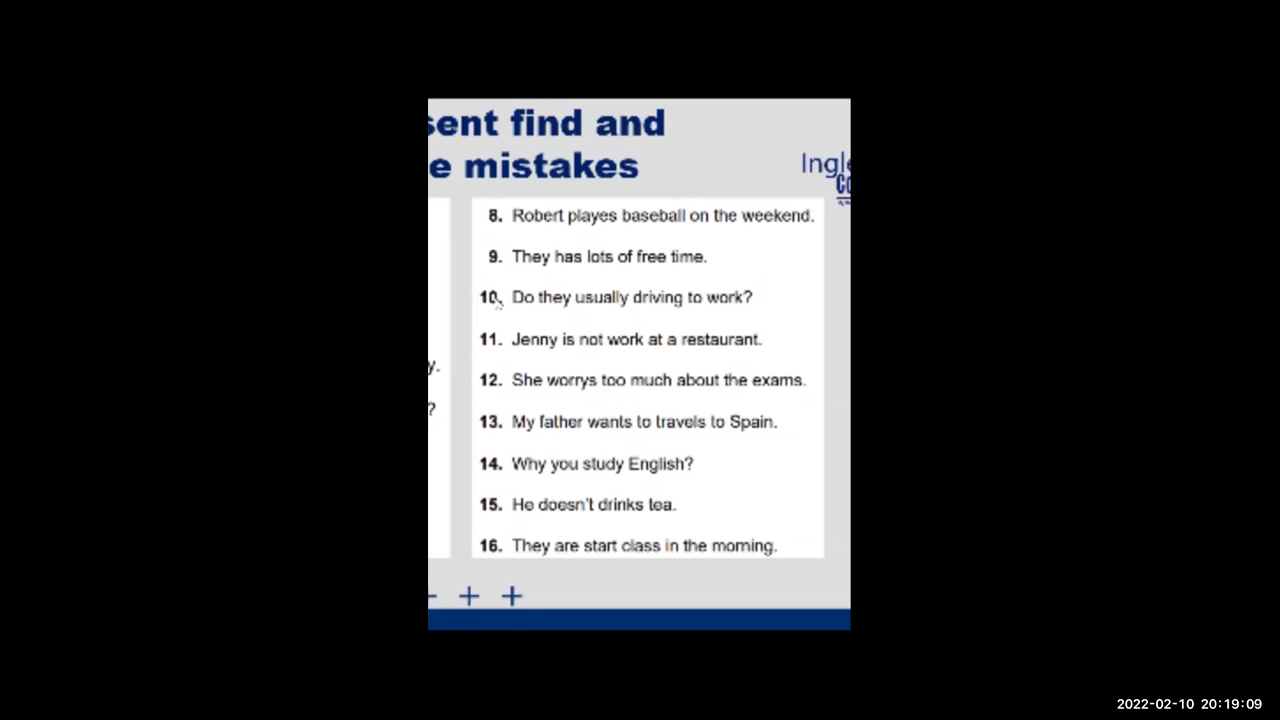 sent find and
e mistakes
Ingle
8. Robert playes baseball on the weekend.
9. They has lots of free time.
10. Do they usually driving to work?
11. Jenny is not work at a restaurant.
y.
12. She worrys too much about the exams.
?
13. My father wants to travels to Spain.
14. Why you study English?
15. He doesn't drinks tea.
16. They are start class in the morning.
+ +
2022-02-10 20:19:09